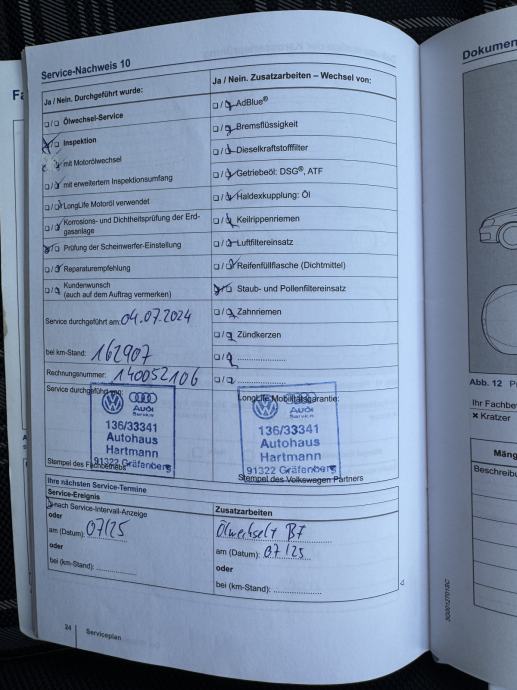 Service-Nachweis 10
Ja / Nein. Durchgeführt wurde:
Ölwechsel-Service
Inspektion
mit Motorölwechsel
mit erweitertem Inspektionsumfang
LongLife Motoröl verwendet
Korrosions- und Dichtheitsprüfung der Erd-
gasanlage
Prüfung der Scheinwerfer-Einstellung
Reparaturempfehlung
Kundenwunsch
(auch auf dem Auftrag vermerken)
Service durchgeführt am: 04.07.2024
bei km-Stand: 162907
Rechnungsnummer: 140052106
Service durchgeführt von:
136/33341
Autohaus
Hartmann
91322 Gräfenberg
Stempel des Fachbetriebs
Ja / Nein. Zusatzarbeiten – Wechsel von:
AdBlue®
Bremsflüssigkeit
Dieselkraftstofffilter
Getriebeöl: DSG®, ATF
Haldexkupplung: Öl
Keilrippenriemen
Luftfiltereinsatz
Reifenfüllflasche (Dichtmittel)
Staub- und Pollenfiltereinsatz
Zahnriemen
Zündkerzen
LongLife Mobilitätsgarantie:
Audi
Service
136/33341
Autohaus
Hartmann
91322 Gräfenberg
Stempel des Volkswagen Partners
Ihre nächsten Service-Termine
Service-Ereignis
nach Service-Intervall-Anzeige
oder
am (Datum): 07/25
oder
bei (km-Stand):
Zusatzarbeiten
am (Datum): 07/25
oder
bei (km-Stand):
24 Serviceplan
Dokumen
Abb. 12
Ihr Fachbe
× Kratzer
Mäng
Beschreibu